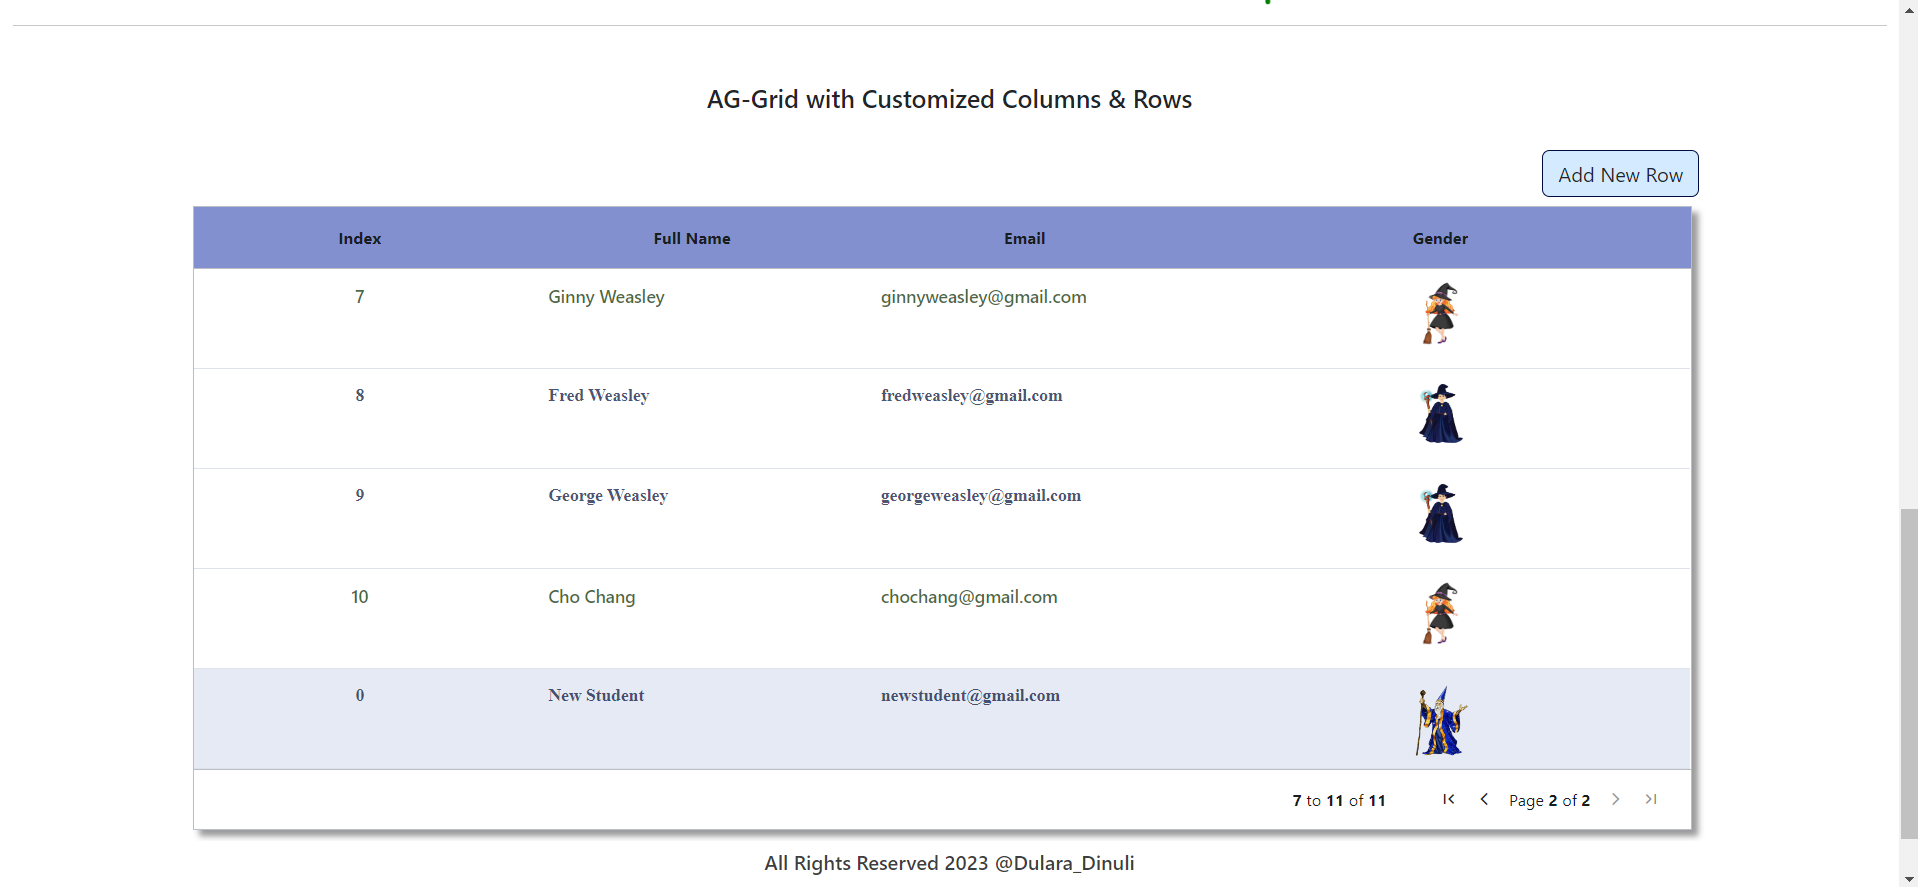 AG-Grid with Customized Columns & Rows
Add New Row
Index Full Name Email Gender
7 Ginny Weasley ginnyweasley@gmail.com
8 Fred Weasley fredweasley@gmail.com
9 George Weasley georgeweasley@gmail.com
10 Cho Chang chochang@gmail.com
0 New Student newstudent@gmail.com
7 to 11 of 11 Page 2 of 2
All Rights Reserved 2023 @Dulara_Dinuli